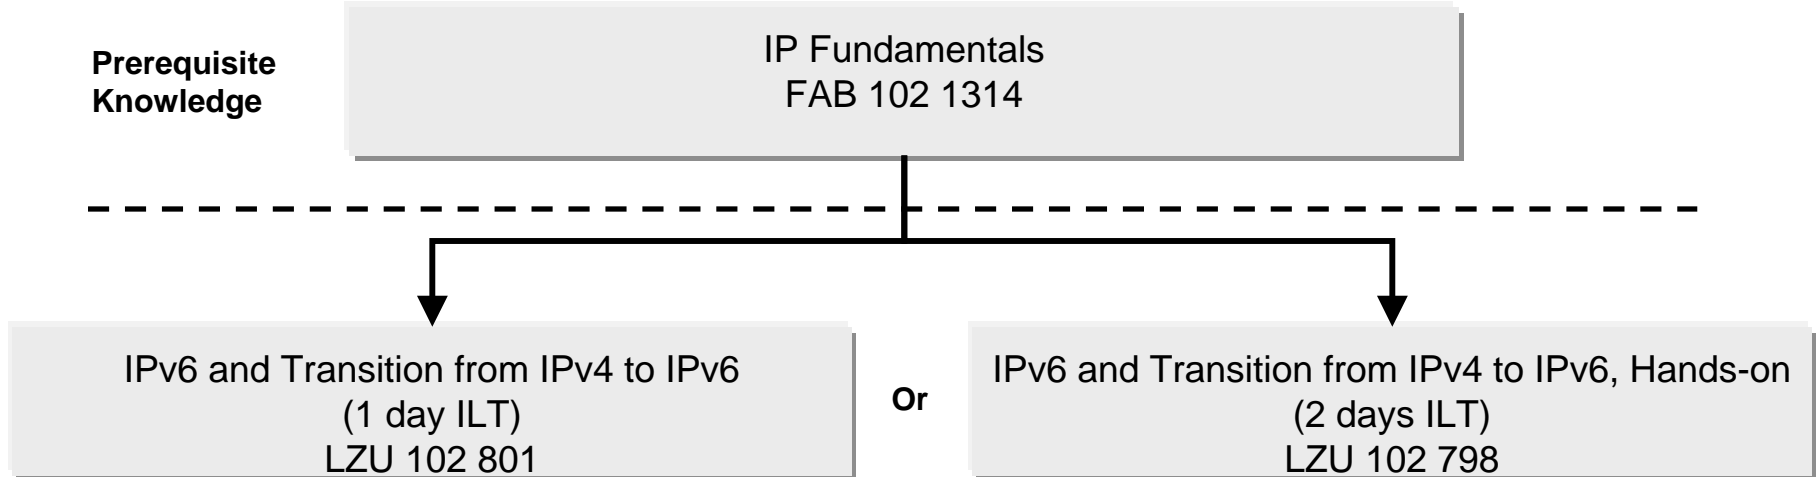 Prerequisite
Knowledge
IP Fundamentals
FAB 102 1314
IPv6 and Transition from IPv4 to IPv6
(1 day ILT)
LZU 102 801
Or
IPv6 and Transition from IPv4 to IPv6, Hands-on
(2 days ILT)
LZU 102 798